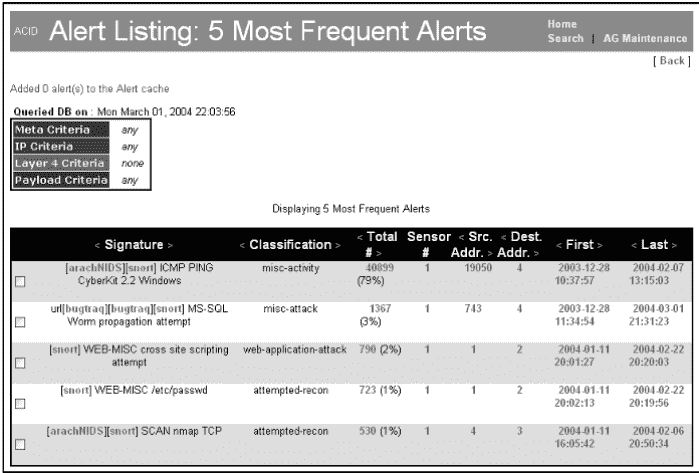 ACID Alert Listing: 5 Most Frequent Alerts
Home
Search | AG Maintenance
[ Back ]
Added 0 alert(s) to the Alert cache
Queried DB on : Mon March 01, 2004 22:03:56
Meta Criteria any
IP Criteria any
Layer 4 Criteria none
Payload Criteria any
Displaying 5 Most Frequent Alerts
< Signature > < Classification > < Total # > Sensor # < Src. Addr. > < Dest. Addr. > < First > < Last >
[arachNIDS][snort] ICMP PING CyberKit 2.2 Windows misc-activity 40899 (79%) 1 19050 4 2003-12-28 10:37:57 2004-02-07 13:15:03
url[bugtraq][bugtraq][snort] MS-SQL Worm propagation attempt misc-attack 1367 (3%) 1 743 4 2003-12-28 11:34:54 2004-03-01 21:31:23
[snort] WEB-MISC cross site scripting attempt web-application-attack 790 (2%) 1 1 2 2004-01-11 20:01:27 2004-02-22 20:20:03
[snort] WEB-MISC /etc/passwd attempted-recon 723 (1%) 1 1 2 2004-01-11 20:02:13 2004-02-22 20:19:56
[arachNIDS][snort] SCAN nmap TCP attempted-recon 530 (1%) 1 4 3 2004-01-11 16:05:42 2004-02-06 20:50:34